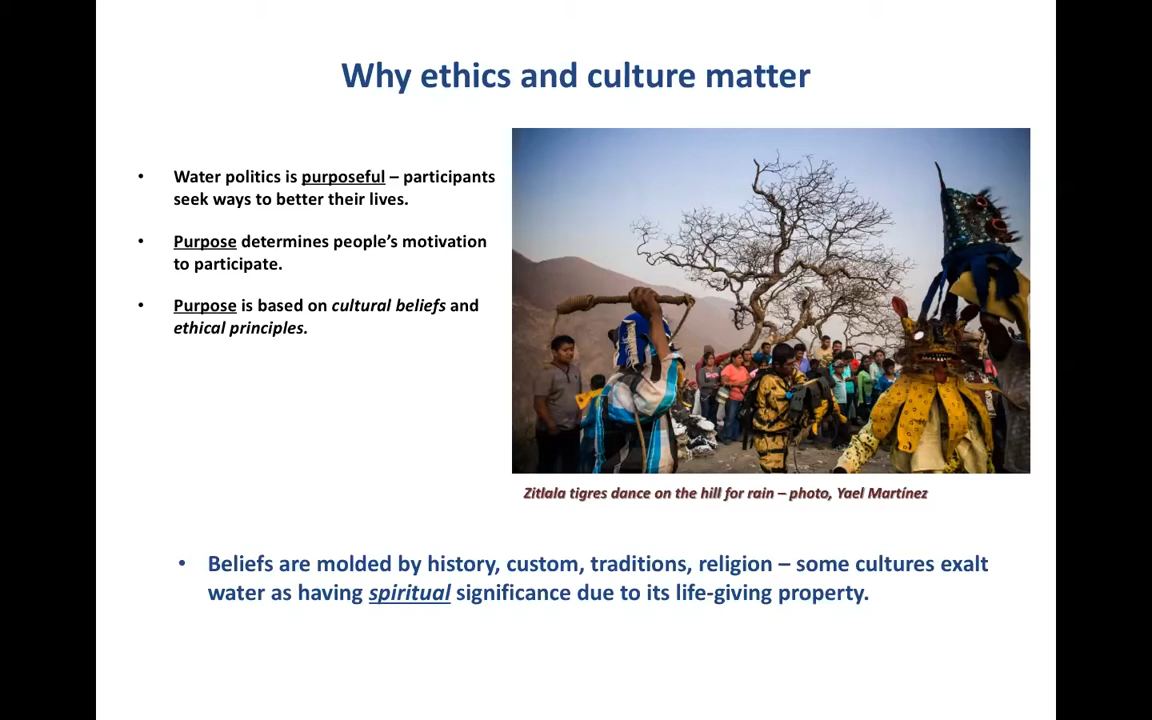 Why ethics and culture matter
• Water politics is purposeful – participants
seek ways to better their lives.
• Purpose determines people’s motivation
to participate.
• Purpose is based on cultural beliefs and
ethical principles.
Zitlala tigres dance on the hill for rain – photo, Yael Martínez
• Beliefs are molded by history, custom, traditions, religion – some cultures exalt
water as having spiritual significance due to its life-giving property.